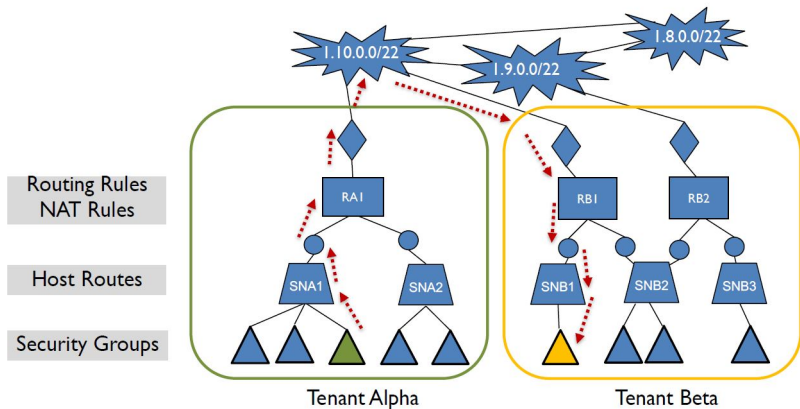 1.8.0.0/22
1.10.0.0/22
1.9.0.0/22
Routing Rules
NAT Rules
RA1
RB1
RB2
Host Routes
SNA1
SNA2
SNB1
SNB2
SNB3
Security Groups
Tenant Alpha
Tenant Beta